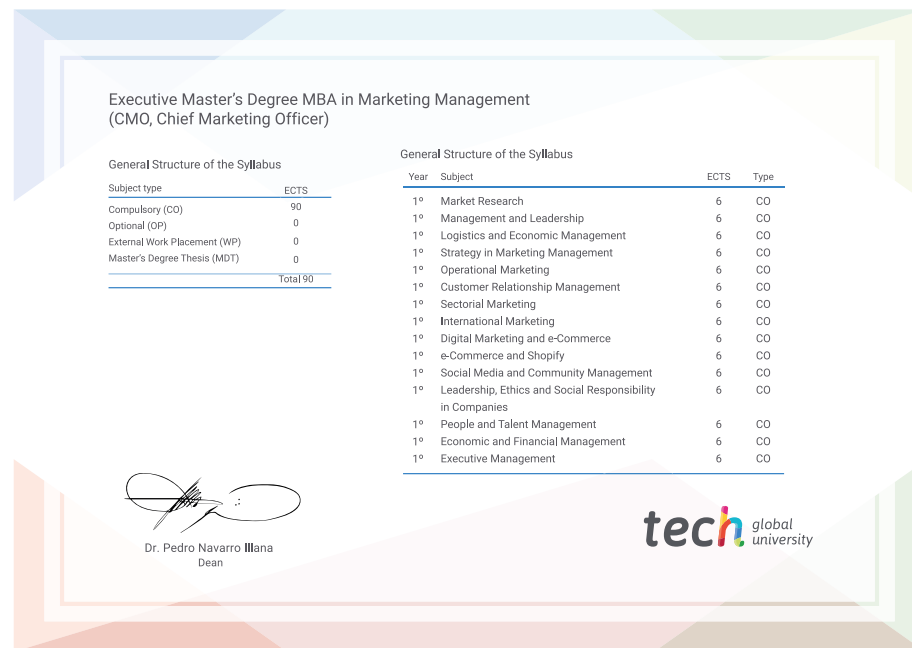 Executive Master's Degree MBA in Marketing Management
(CMO, Chief Marketing Officer)
General Structure of the Syllabus
Subject type ECTS
Compulsory (CO) 90
Optional (OP) 0
External Work Placement (WP) 0
Master's Degree Thesis (MDT) 0
Total 90
General Structure of the Syllabus
Year Subject ECTS Type
1º Market Research 6 CO
1º Management and Leadership 6 CO
1º Logistics and Economic Management 6 CO
1º Strategy in Marketing Management 6 CO
1º Operational Marketing 6 CO
1º Customer Relationship Management 6 CO
1º Sectorial Marketing 6 CO
1º International Marketing 6 CO
1º Digital Marketing and e-Commerce 6 CO
1º e-Commerce and Shopify 6 CO
1º Social Media and Community Management 6 CO
1º Leadership, Ethics and Social Responsibility 6 CO
in Companies
1º People and Talent Management 6 CO
1º Economic and Financial Management 6 CO
1º Executive Management 6 CO
Dr. Pedro Navarro Illana
Dean
tech global
university